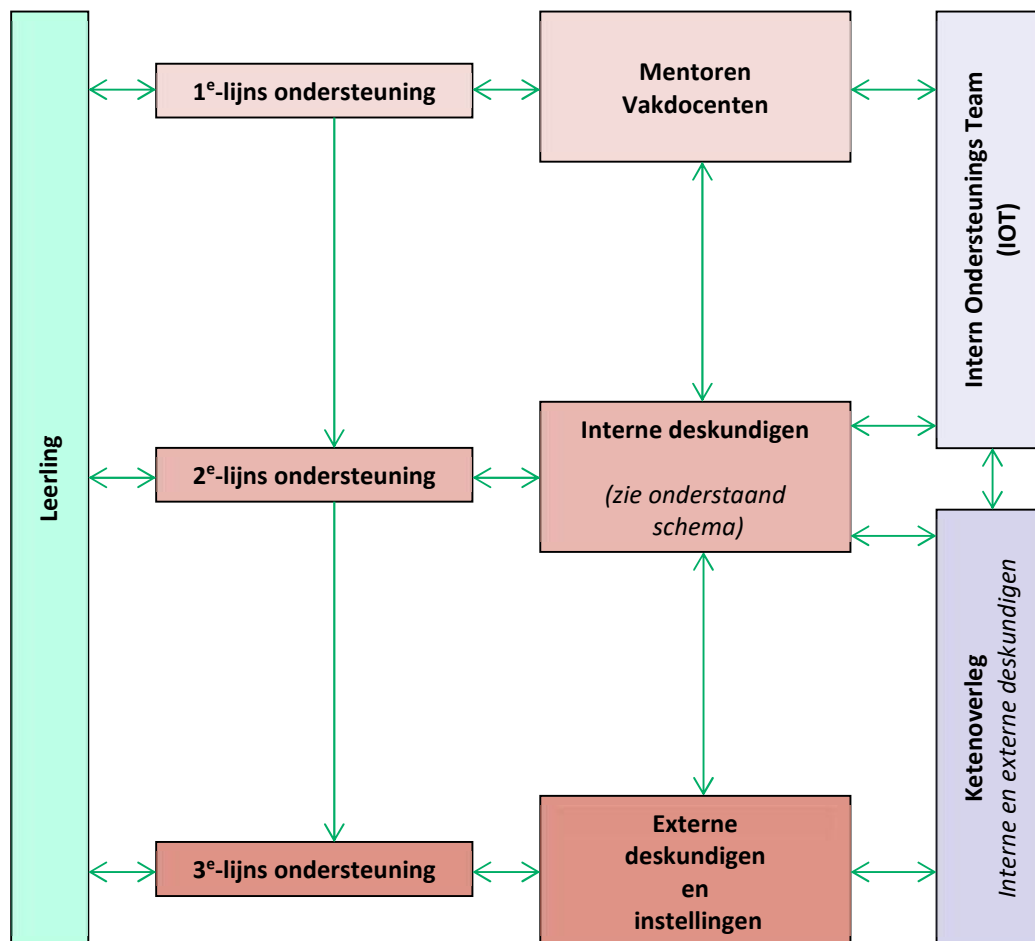 Leerling
1e-lijns ondersteuning
Mentoren
Vakdocenten
Intern Ondersteunings Team
(IOT)
2e-lijns ondersteuning
Interne deskundigen
(zie onderstaand
schema)
3e-lijns ondersteuning
Externe
deskundigen
en
instellingen
Ketenoverleg
Interne en externe deskundigen